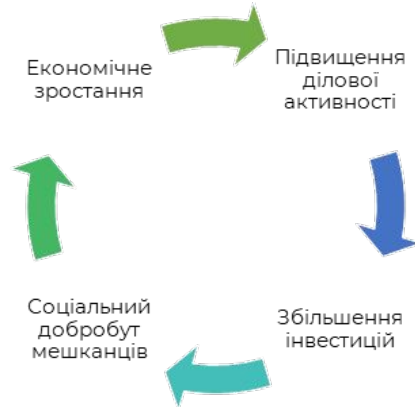 Економічне
зростання
Підвищення
ділової
активності
Збільшення
інвестицій
Соціальний
добробут
мешканців